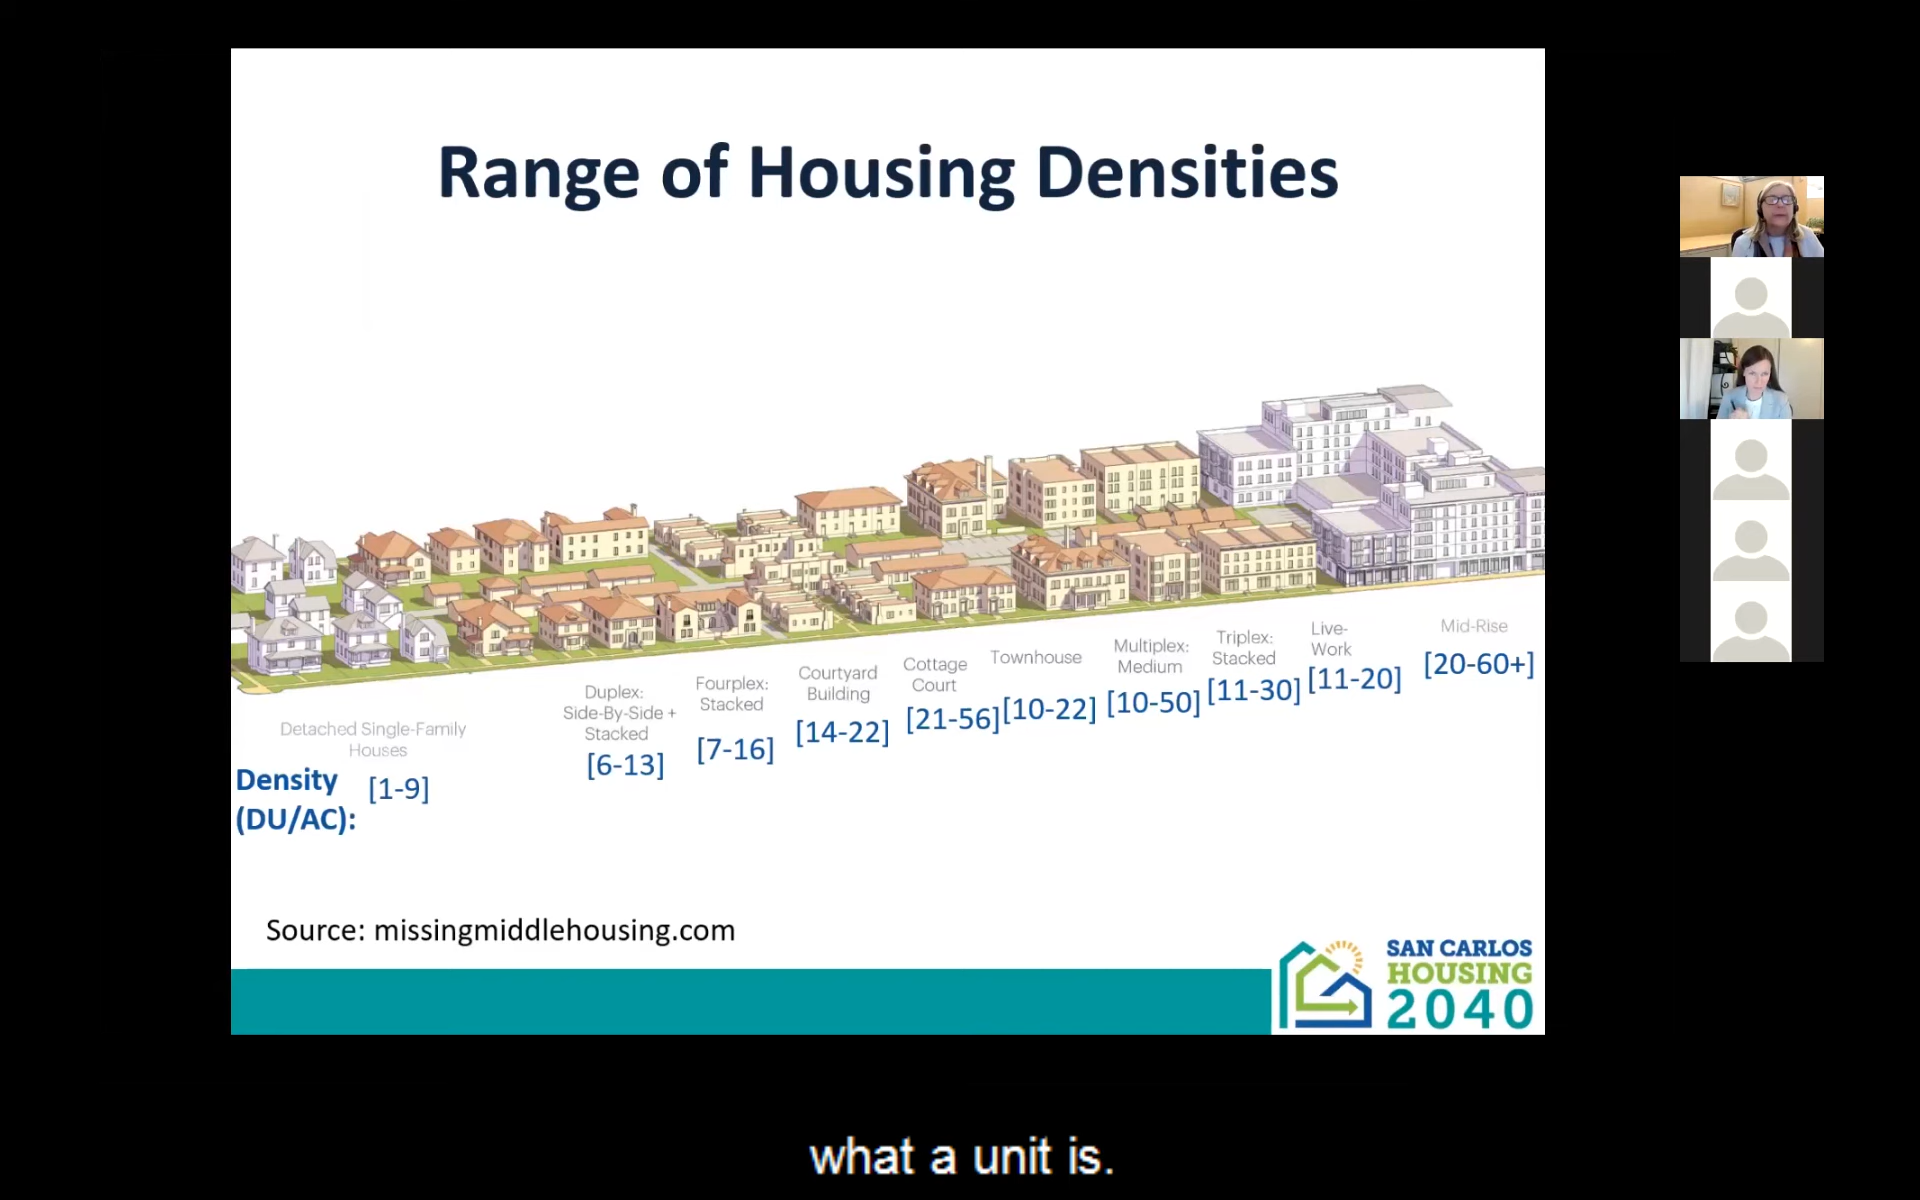 Range of Housing Densities
Detached Single-Family
Houses
Duplex:
Side-By-Side +
Stacked
Fourplex:
Stacked
Courtyard
Building
Cottage
Court
Townhouse
Multiplex:
Medium
Triplex:
Stacked
Live-
Work
Mid-Rise
Density
(DU/AC):
[1-9]
[6-13]
[7-16]
[14-22]
[21-56]
[10-22]
[10-50]
[11-30]
[11-20]
[20-60+]
Source: missingmiddlehousing.com
SAN CARLOS
HOUSING
2040
what a unit is.